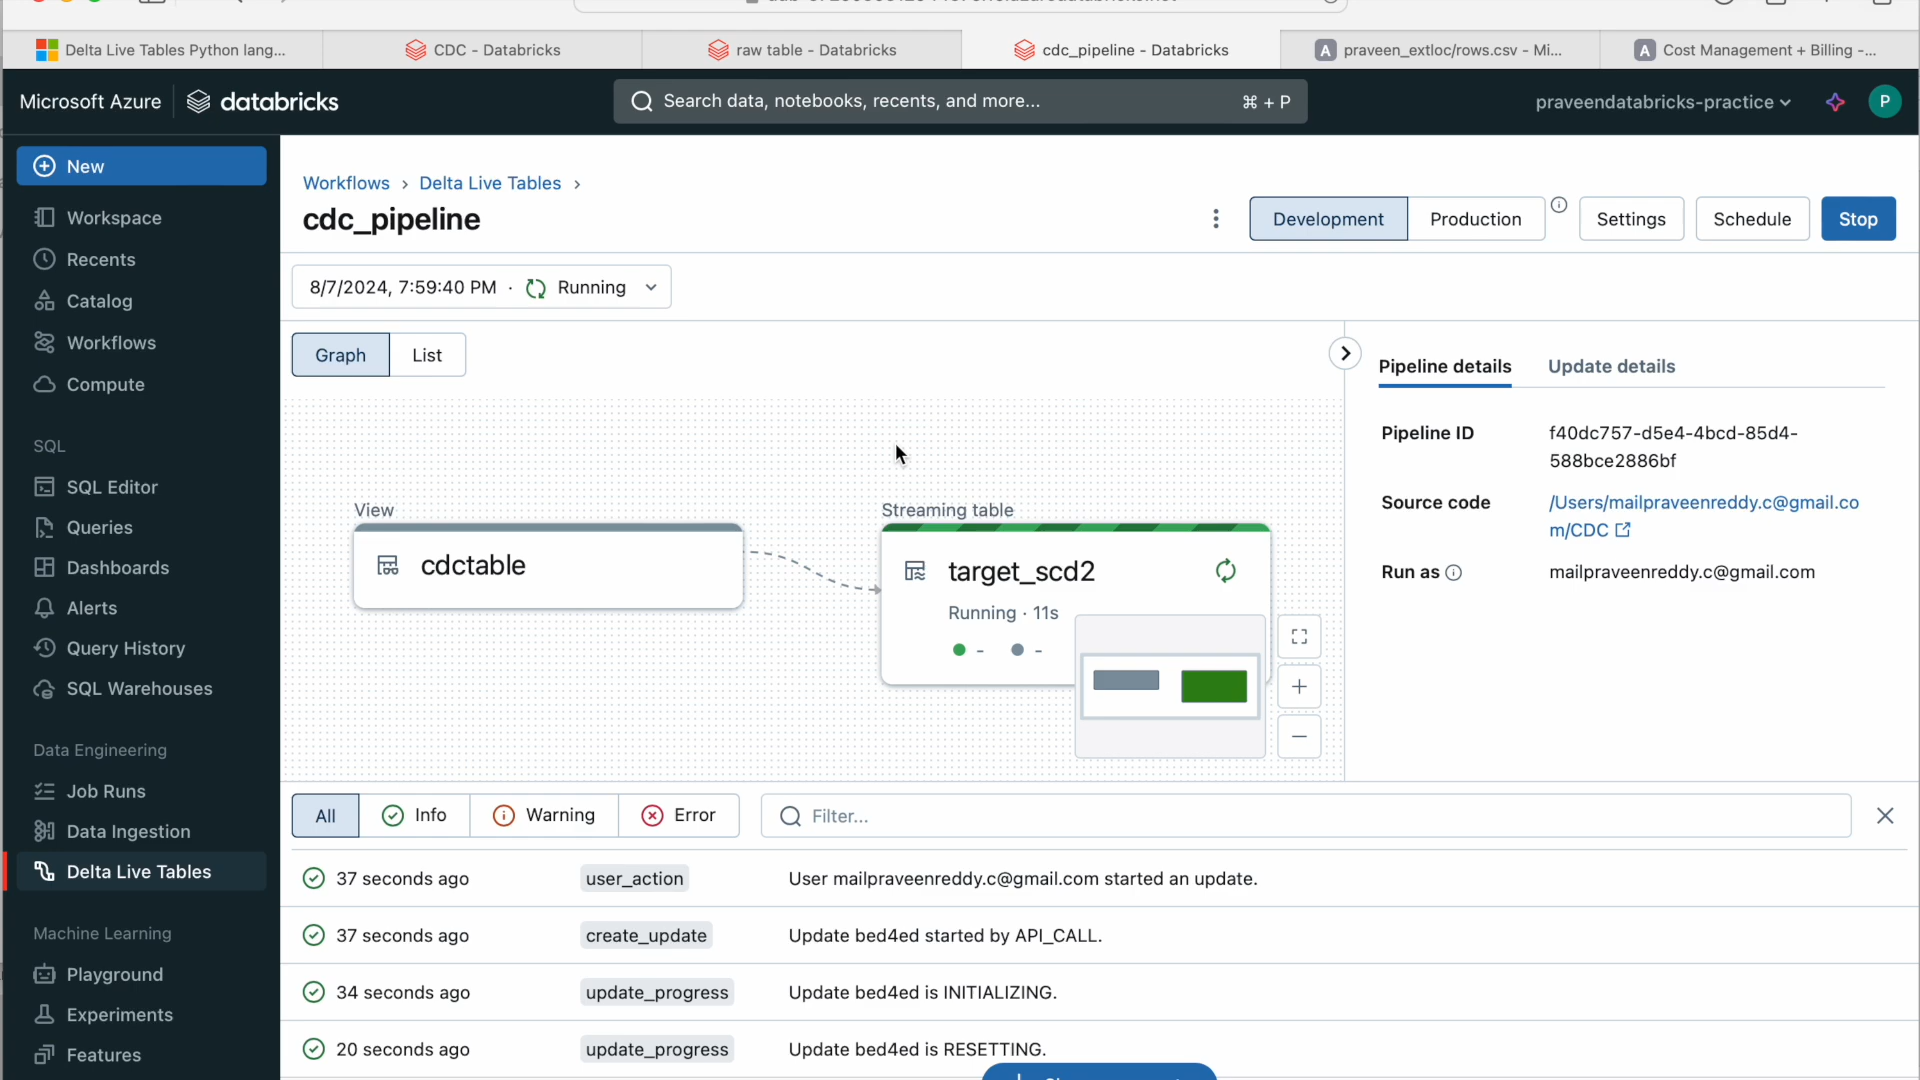 Delta Live Tables Python lang...
CDC - Databricks
raw table - Databricks
cdc_pipeline - Databricks
A praveen_extloc/rows.csv - Mi...
A Cost Management + Billing -...
Microsoft Azure
databricks
Search data, notebooks, recents, and more...
⌘ + P
praveendatabricks-practice
P
New
Workspace
Recents
Catalog
Workflows
Compute
SQL
SQL Editor
Queries
Dashboards
Alerts
Query History
SQL Warehouses
Data Engineering
Job Runs
Data Ingestion
Delta Live Tables
Machine Learning
Playground
Experiments
Features
Workflows › Delta Live Tables ›
cdc_pipeline
Development
Production
Settings
Schedule
Stop
8/7/2024, 7:59:40 PM · Running
Graph
List
View
cdctable
Streaming table
target_scd2
Running · 11s
- -
Pipeline details
Update details
Pipeline ID
f40dc757-d5e4-4bcd-85d4-
588bce2886bf
Source code
/Users/mailpraveenreddy.c@gmail.co
m/CDC
Run as
mailpraveenreddy.c@gmail.com
All
Info
Warning
Error
Filter...
37 seconds ago user_action User mailpraveenreddy.c@gmail.com started an update.
37 seconds ago create_update Update bed4ed started by API_CALL.
34 seconds ago update_progress Update bed4ed is INITIALIZING.
20 seconds ago update_progress Update bed4ed is RESETTING.